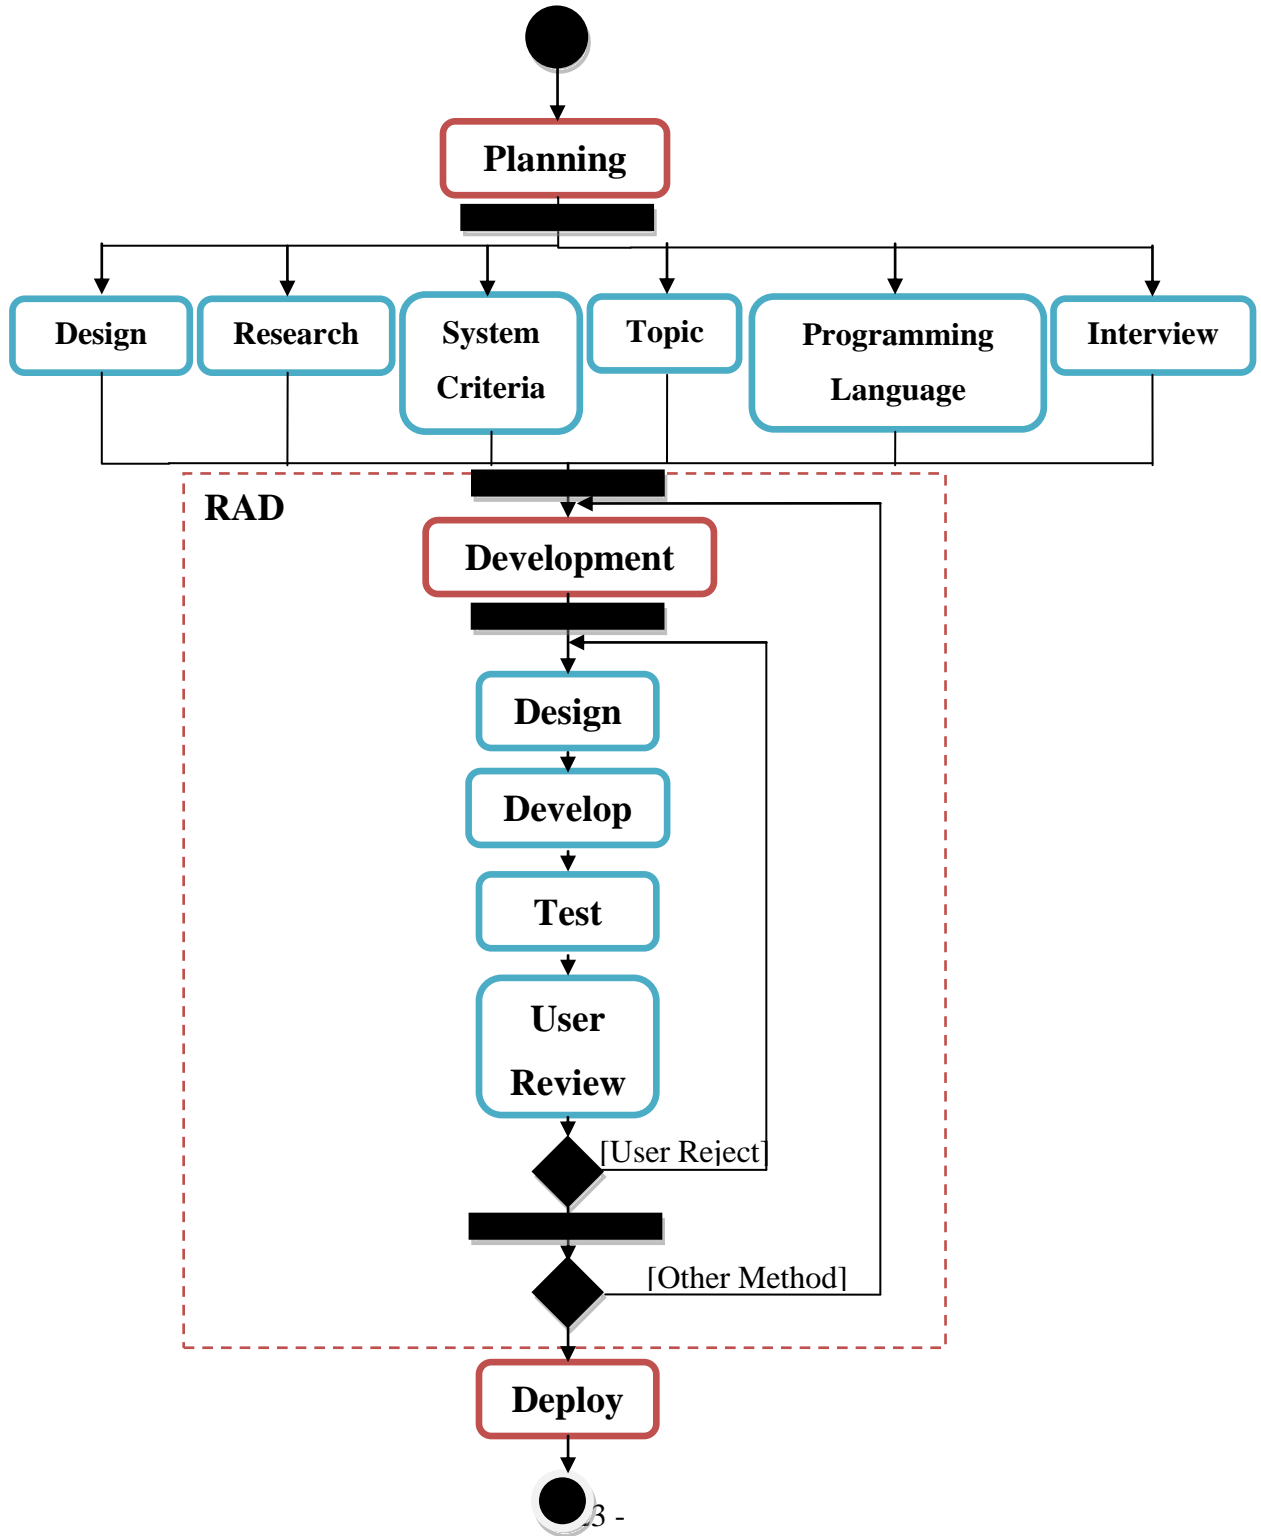 Planning
Design
Research
System
Criteria
Topic
Programming
Language
Interview
RAD
Development
Design
Develop
Test
User
Review
[User Reject]
[Other Method]
Deploy
3 -